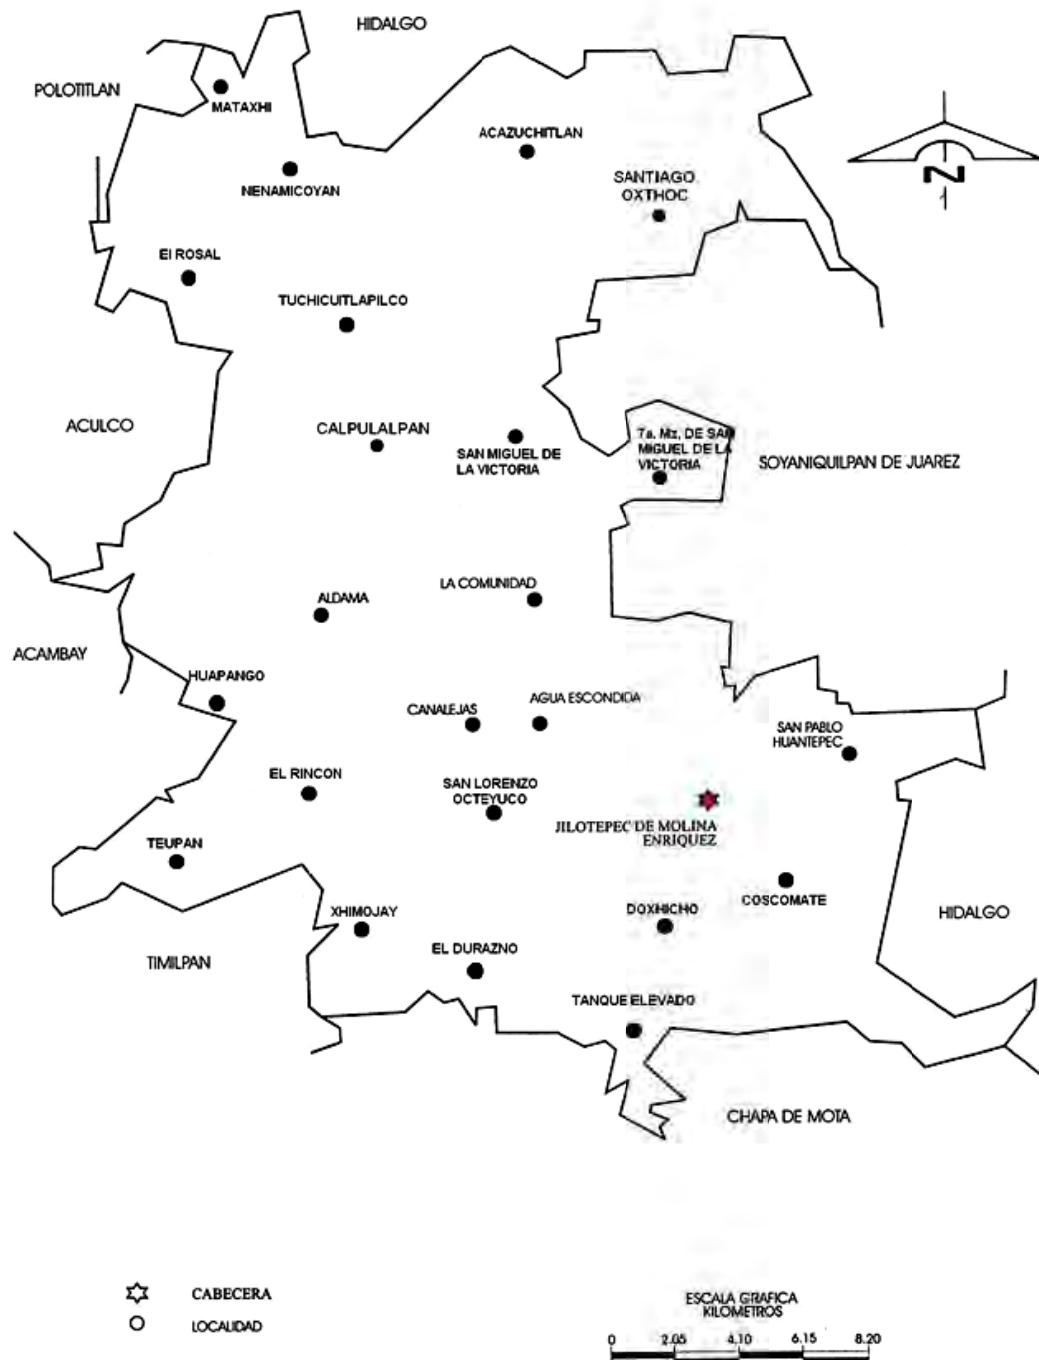 HIDALGO
POLOTITLAN
MATAXHI
ACAZUCHITLAN
NENAMICOYAN
SANTIAGO
OXTHOC
N
El ROSAL
TUCHICUITLAPILCO
ACULCO
CALPULALPAN
SAN MIGUEL DE
LA VICTORIA
7a. Mz. DE SAN
MIGUEL DE LA
VICTORIA
SOYANIQUILPAN DE JUAREZ
ALDAMA
LA COMUNIDAD
ACAMBAY
HUAPANGO
CANALEJAS
AGUA ESCONDIDA
SAN PABLO
HUANTEPEC
EL RINCON
SAN LORENZO
OCTEYUCO
JILOTEPEC DE MOLINA
ENRIQUEZ
TEUPAN
COSCOMATE
XHIMOJAY
DOXHICHO
HIDALGO
TIMILPAN
EL DURAZNO
TANQUE ELEVADO
CHAPA DE MOTA
CABECERA
LOCALIDAD
ESCALA GRAFICA
KILOMETROS
0 2.05 4.10 6.15 8.20